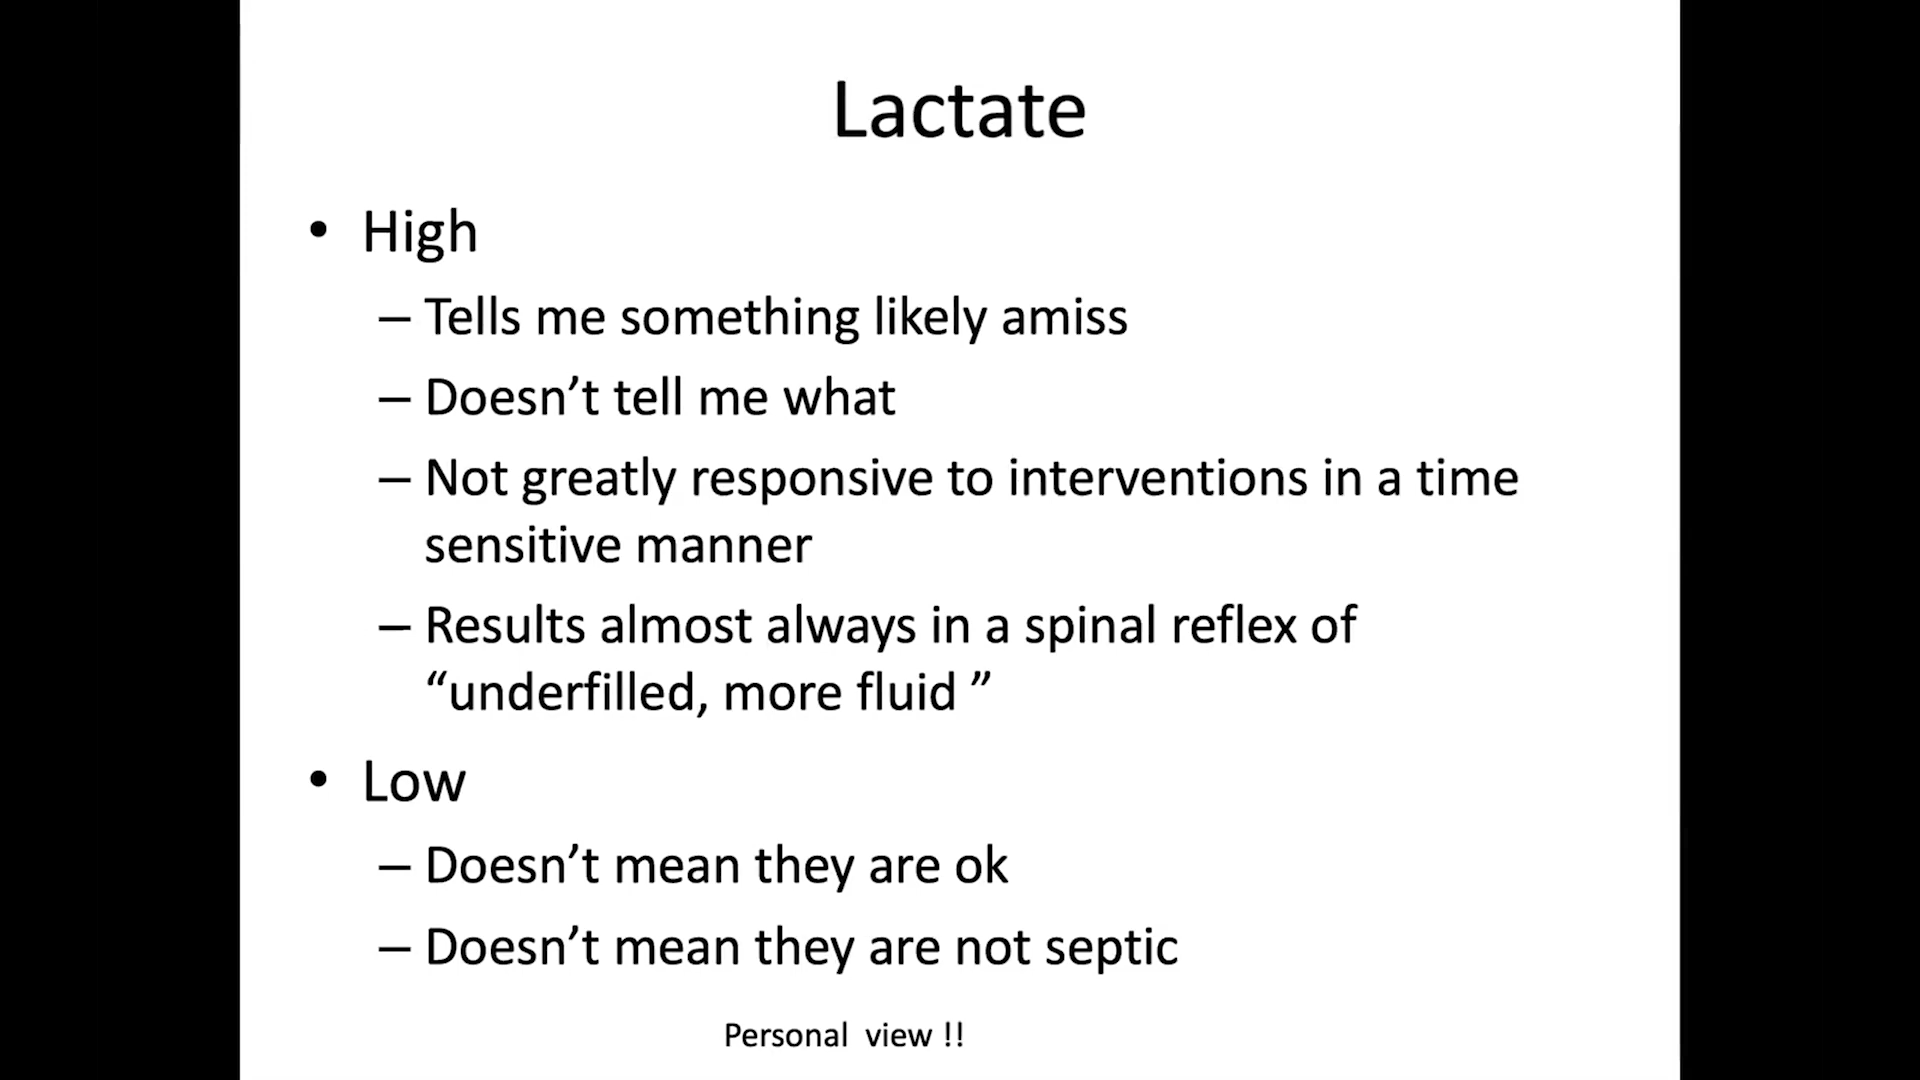 Lactate
• High
– Tells me something likely amiss
– Doesn’t tell me what
– Not greatly responsive to interventions in a time
sensitive manner
– Results almost always in a spinal reflex of
“underfilled, more fluid ”
• Low
– Doesn’t mean they are ok
– Doesn’t mean they are not septic
Personal view !!